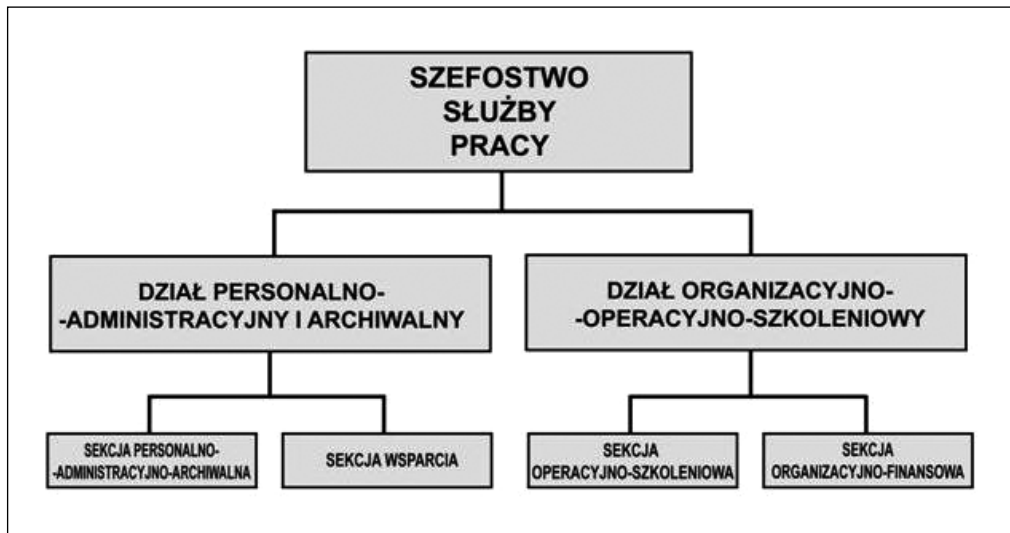 SZEFOSTWO
SŁUŻBY
PRACY
DZIAŁ PERSONALNO-
-ADMINISTRACYJNY I ARCHIWALNY
DZIAŁ ORGANIZACYJNO-
-OPERACYJNO-SZKOLENIOWY
SEKCJA PERSONALNO-
-ADMINISTRACYJNO-ARCHIWALNA
SEKCJA WSPARCIA
SEKCJA
OPERACYJNO-SZKOLENIOWA
SEKCJA
ORGANIZACYJNO-FINANSOWA